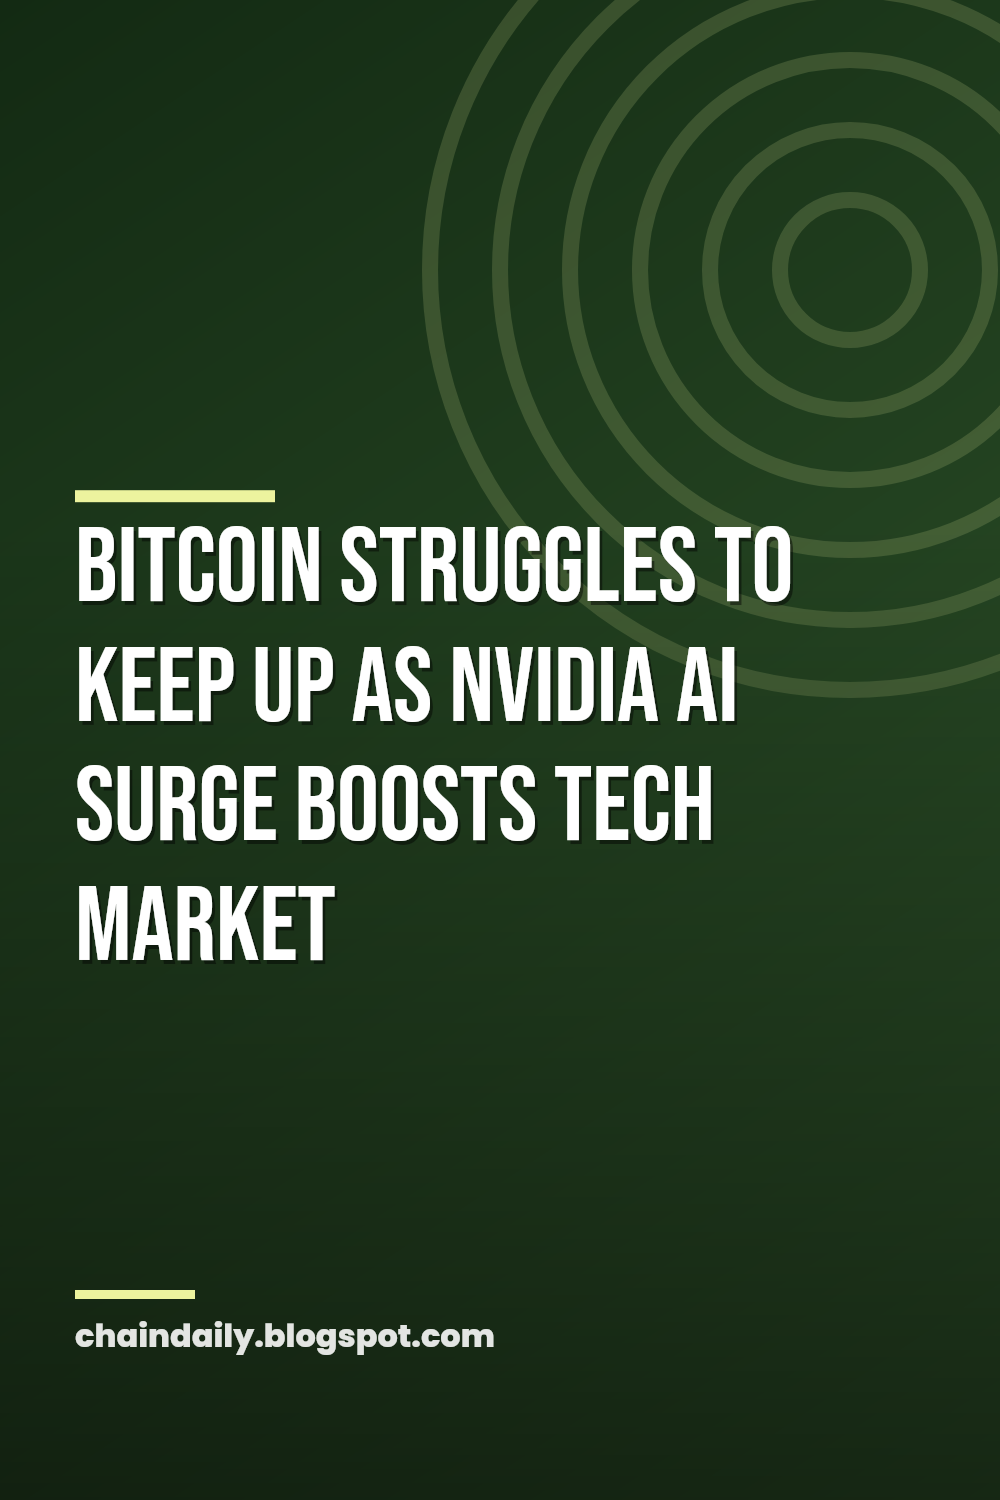 BITCOIN STRUGGLES TO
KEEP UP AS NVIDIA AI
SURGE BOOSTS TECH
MARKET
chaindaily.blogspot.com